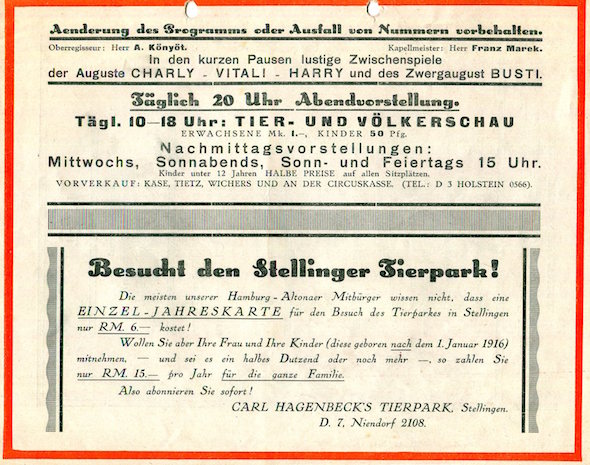 Aenderung des Programms oder Ausfall von Nummern vorbehalten.
Oberregisseur: Herr A. Könyöt. Kapellmeister: Herr Franz Marek.
In den kurzen Pausen lustige Zwischenspiele
der Auguste CHARLY - VITALI - HARRY und des Zwergaugust BUSTI.
Täglich 20 Uhr Abendvorstellung.
Tägl. 10—18 Uhr: TIER- UND VÖLKERSCHAU
ERWACHSENE Mk. 1.—, KINDER 50 Pfg.
Nachmittagsvorstellungen:
Mittwochs, Sonnabends, Sonn- und Feiertags 15 Uhr.
Kinder unter 12 Jahren HALBE PREISE auf allen Sitzplätzen.
VORVERKAUF: KASE, TIETZ, WICHERS UND AN DER CIRCUSKASSE. (TEL.: D 3 HOLSTEIN 0566).
Besucht den Stellinger Tierpark!
Die meisten unserer Hamburg-Altonaer Mitbürger wissen nicht, dass eine
EINZEL-JAHRESKARTE für den Besuch des Tierparkes in Stellingen
nur RM. 6.— kostet!
Wollen Sie aber Ihre Frau und Ihre Kinder (diese geboren nach dem 1. Januar 1916)
mitnehmen, — und sei es ein halbes Dutzend oder noch mehr —, so zahlen Sie
nur RM. 15.— pro Jahr für die ganze Familie.
Also abonnieren Sie sofort!
CARL HAGENBECK'S TIERPARK, Stellingen.
D. 7, Niendorf 2108.